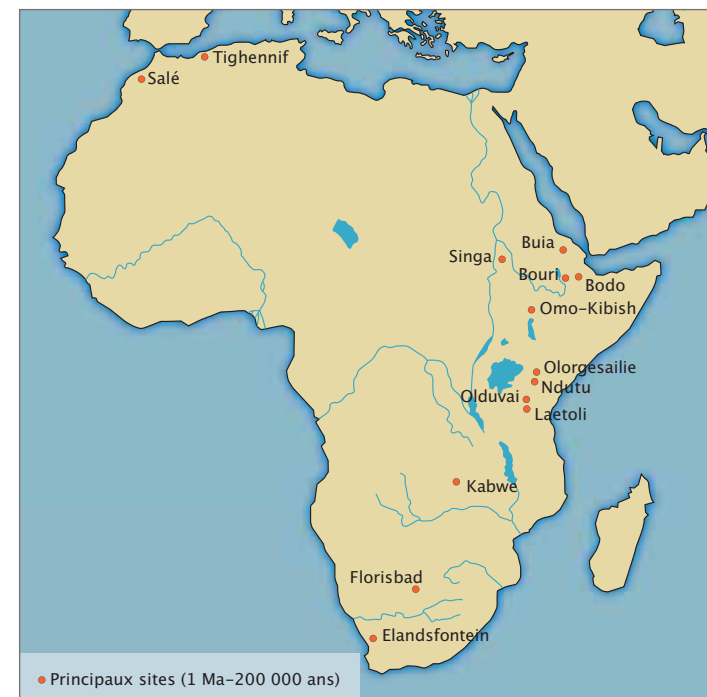 Tighennif
Salé
Buia
Singa
Bouri
Bodo
Omo-Kibish
Olorgesailie
Ndutu
Olduvai
Laetoli
Kabwe
Florisbad
Elandsfontein
Principaux sites (1 Ma-200 000 ans)